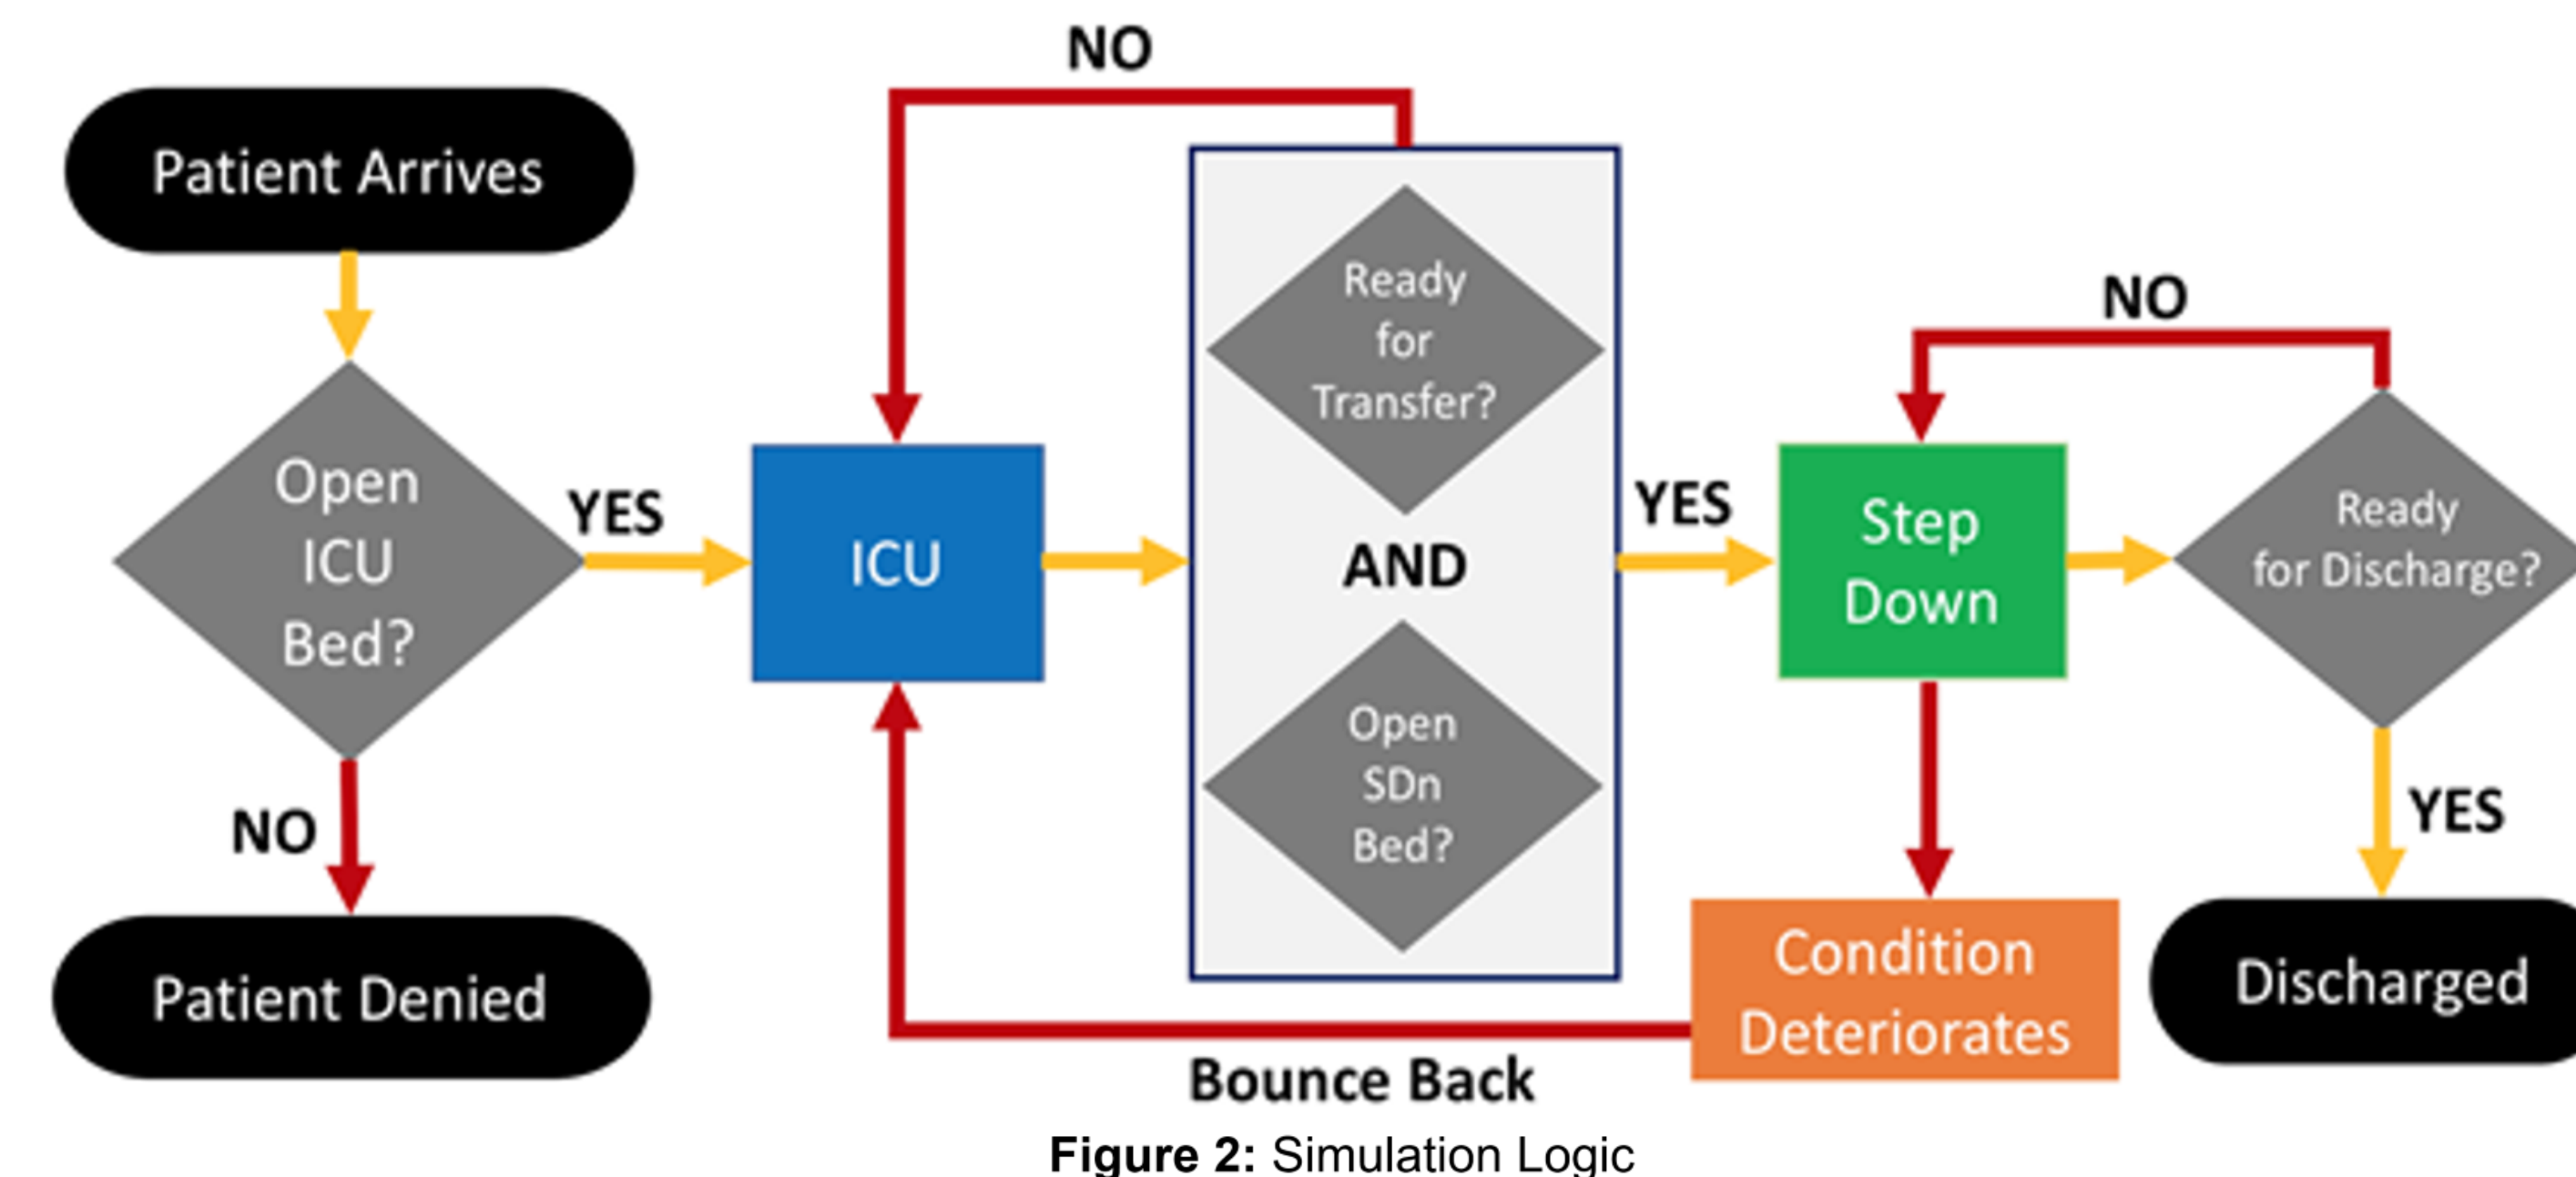 NO
Patient Arrives
Ready
for
Transfer?
NO
Open
ICU
Bed?
YES
ICU
AND
YES
Step
Down
Ready
for Discharge?
Open
SDn
Bed?
NO
YES
Patient Denied
Condition
Deteriorates
Discharged
Bounce Back
Figure 2: Simulation Logic